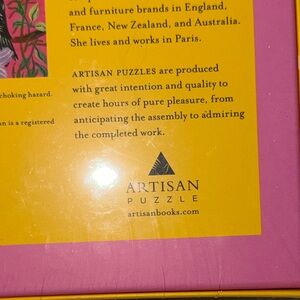 and furniture brands in England,
France, New Zealand, and Australia.
She lives and works in Paris.
ARTISAN PUZZLES are produced
with great intention and quality to
create hours of pure pleasure, from
anticipating the assembly to admiring
the completed work.
choking hazard.
is a registered
ARTISAN
PUZZLE
artisanbooks.com